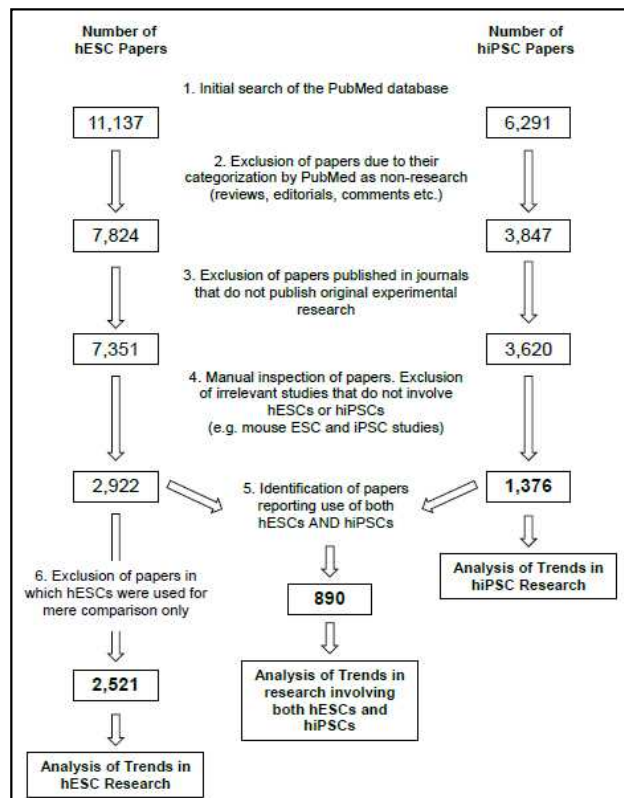 Number of
hESC Papers
Number of
hiPSC Papers
1. Initial search of the PubMed database
11,137
6,291
2. Exclusion of papers due to their
categorization by PubMed as non-research
(reviews, editorials, comments etc.)
7,824
3,847
3. Exclusion of papers published in journals
that do not publish original experimental
research
7,351
3,620
4. Manual inspection of papers. Exclusion
of irrelevant studies that do not involve
hESCs or hiPSCs
(e.g. mouse ESC and iPSC studies)
2,922
5. Identification of papers
reporting use of both
hESCs AND hiPSCs
1,376
6. Exclusion of papers in
which hESCs were used for
mere comparison only
890
Analysis of Trends in
hiPSC Research
2,521
Analysis of Trends in
research involving
both hESCs and
hiPSCs
Analysis of Trends in
hESC Research